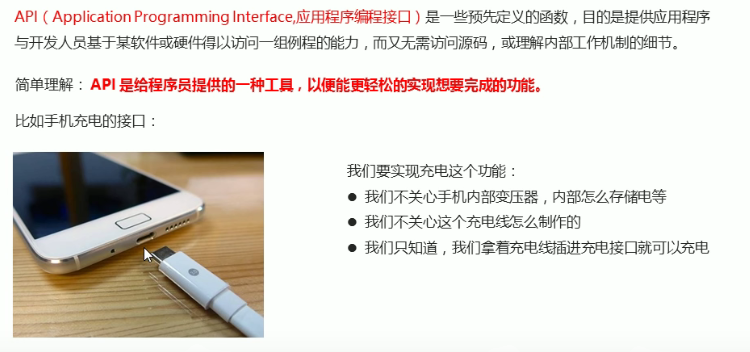 API（Application Programming Interface,应用程序编程接口）是一些预先定义的函数，目的是提供应用程序
与开发人员基于某软件或硬件得以访问一组例程的能力，而又无需访问源码，或理解内部工作机制的细节。
简单理解： API 是给程序员提供的一种工具，以便能更轻松的实现想要完成的功能。
比如手机充电的接口：
我们要实现充电这个功能：
● 我们不关心手机内部变压器，内部怎么存储电等
● 我们不关心这个充电线怎么制作的
● 我们只知道，我们拿着充电线插进充电接口就可以充电